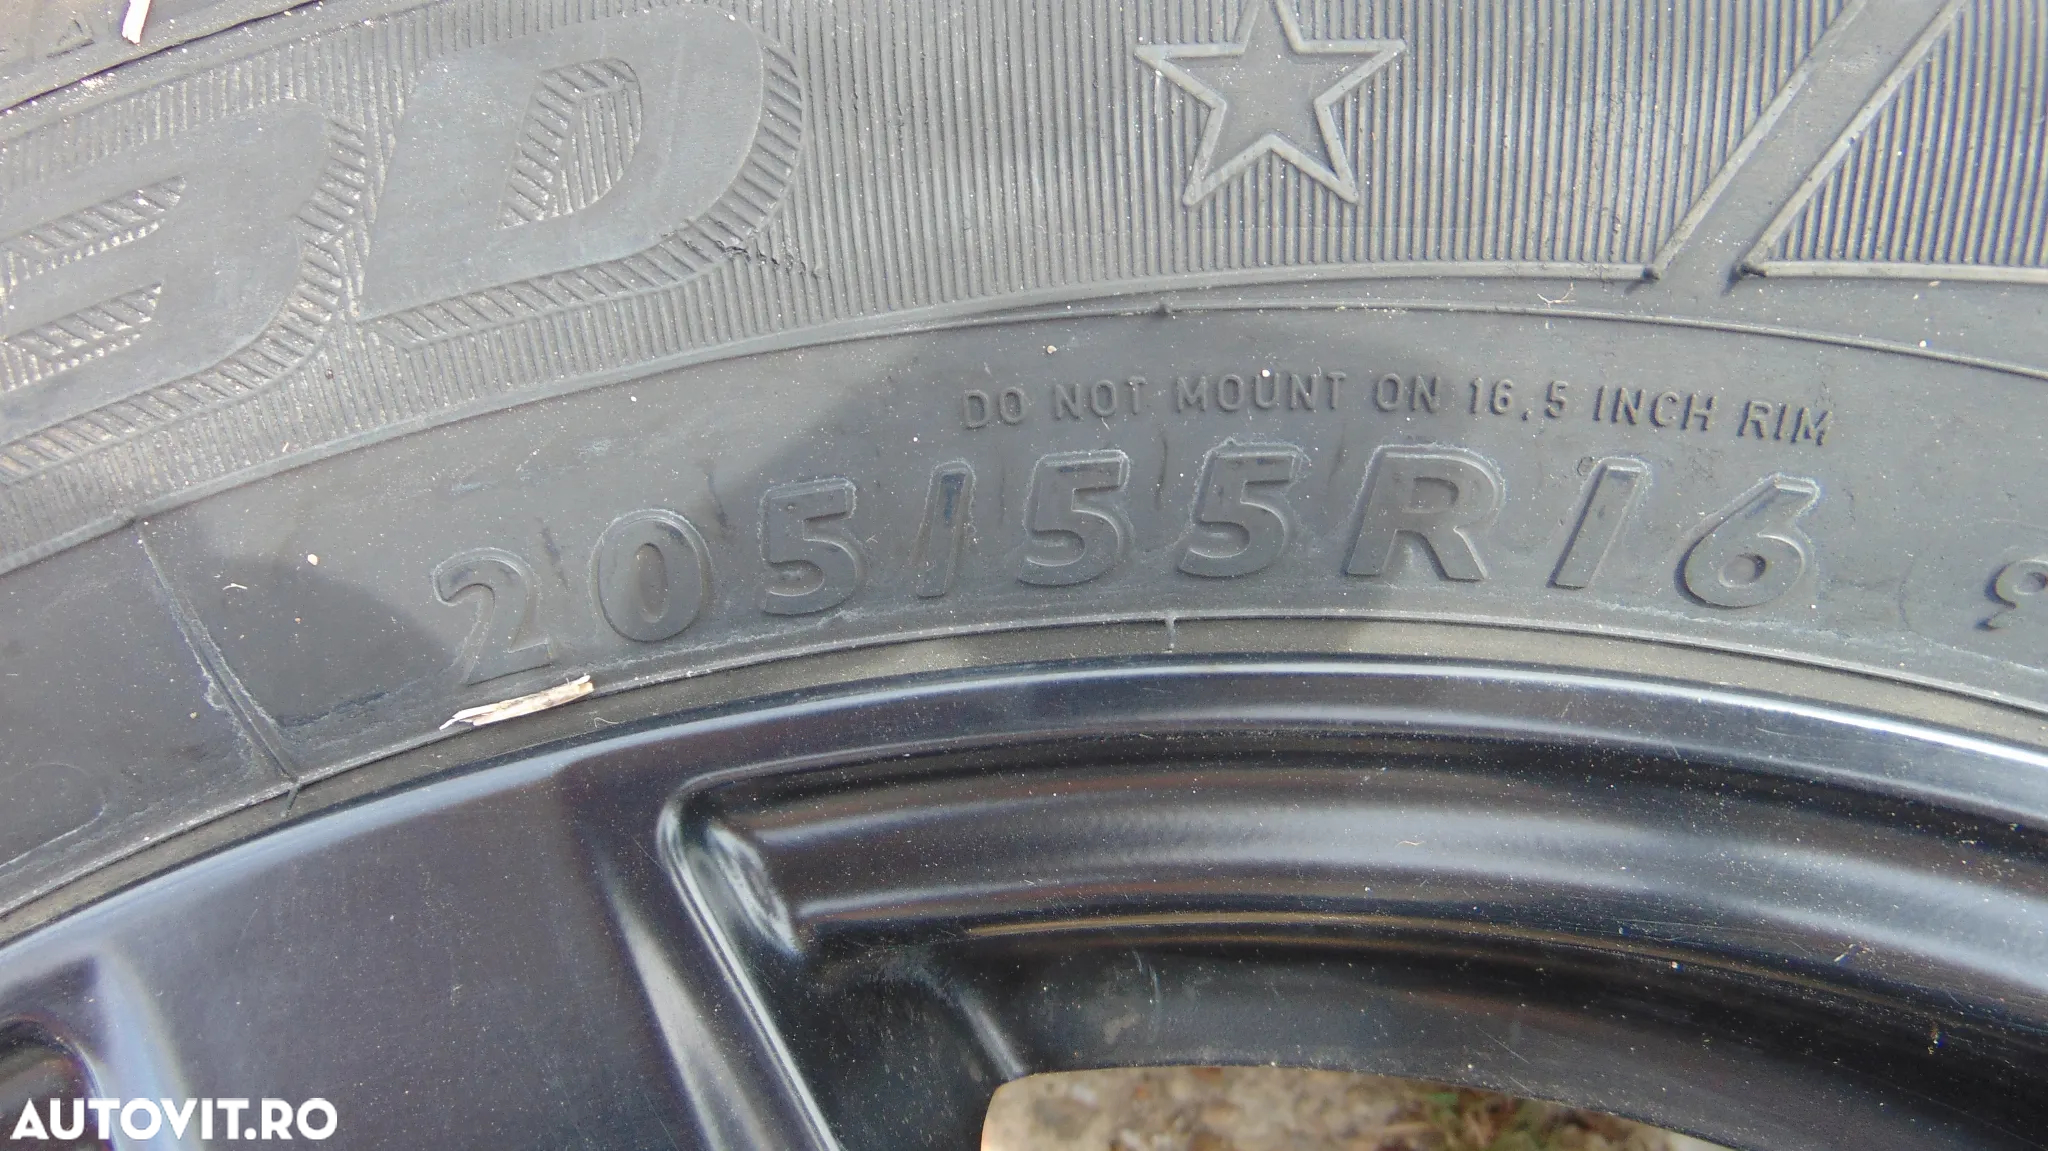 DO NOT MOUNT ON 16,5 INCH RIM
205/55R16
AUTOVIT.RO